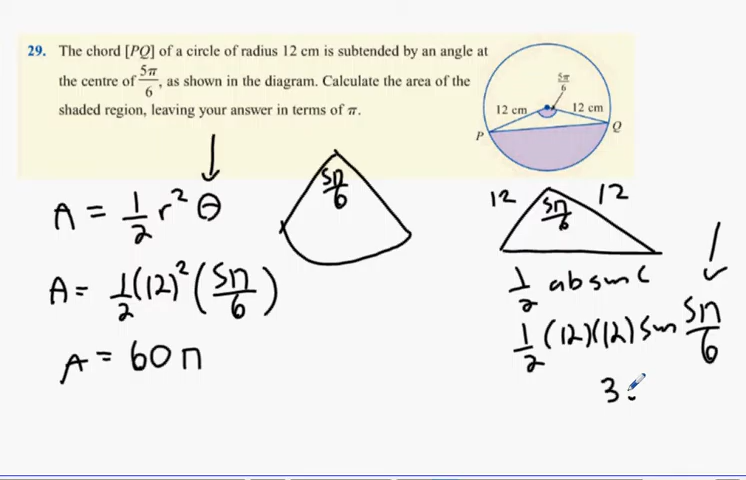 29. The chord [PQ] of a circle of radius 12 cm is subtended by an angle at
the centre of 5π/6, as shown in the diagram. Calculate the area of the
shaded region, leaving your answer in terms of π.
5π/6
12 cm
12 cm
P
Q
A = 1/2 r² θ
5π/6
12
12
5π/6
A = 1/2 (12)² (5π/6)
1/2 ab sin C
1/2 (12)(12) sin 5π/6
A = 60π
3